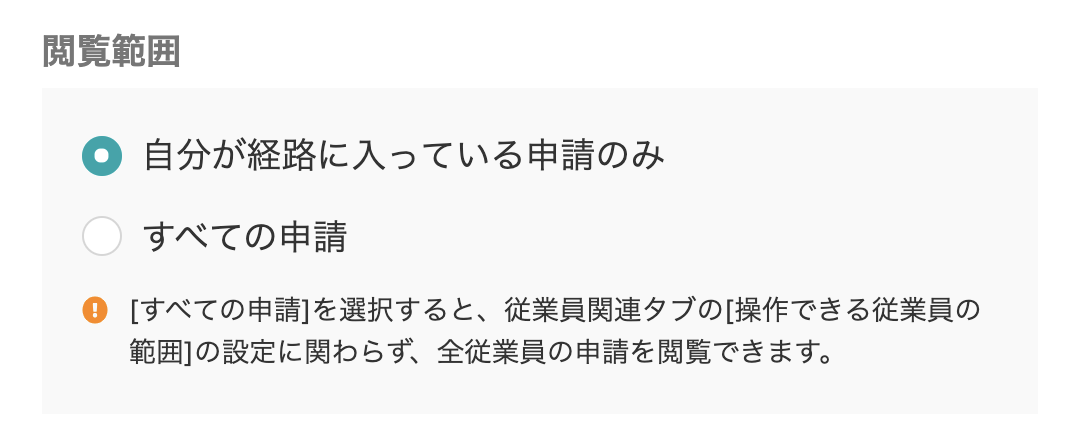 閲覧範囲
自分が経路に入っている申請のみ
すべての申請
[すべての申請]を選択すると、従業員関連タブの[操作できる従業員の
範囲]の設定に関わらず、全従業員の申請を閲覧できます。